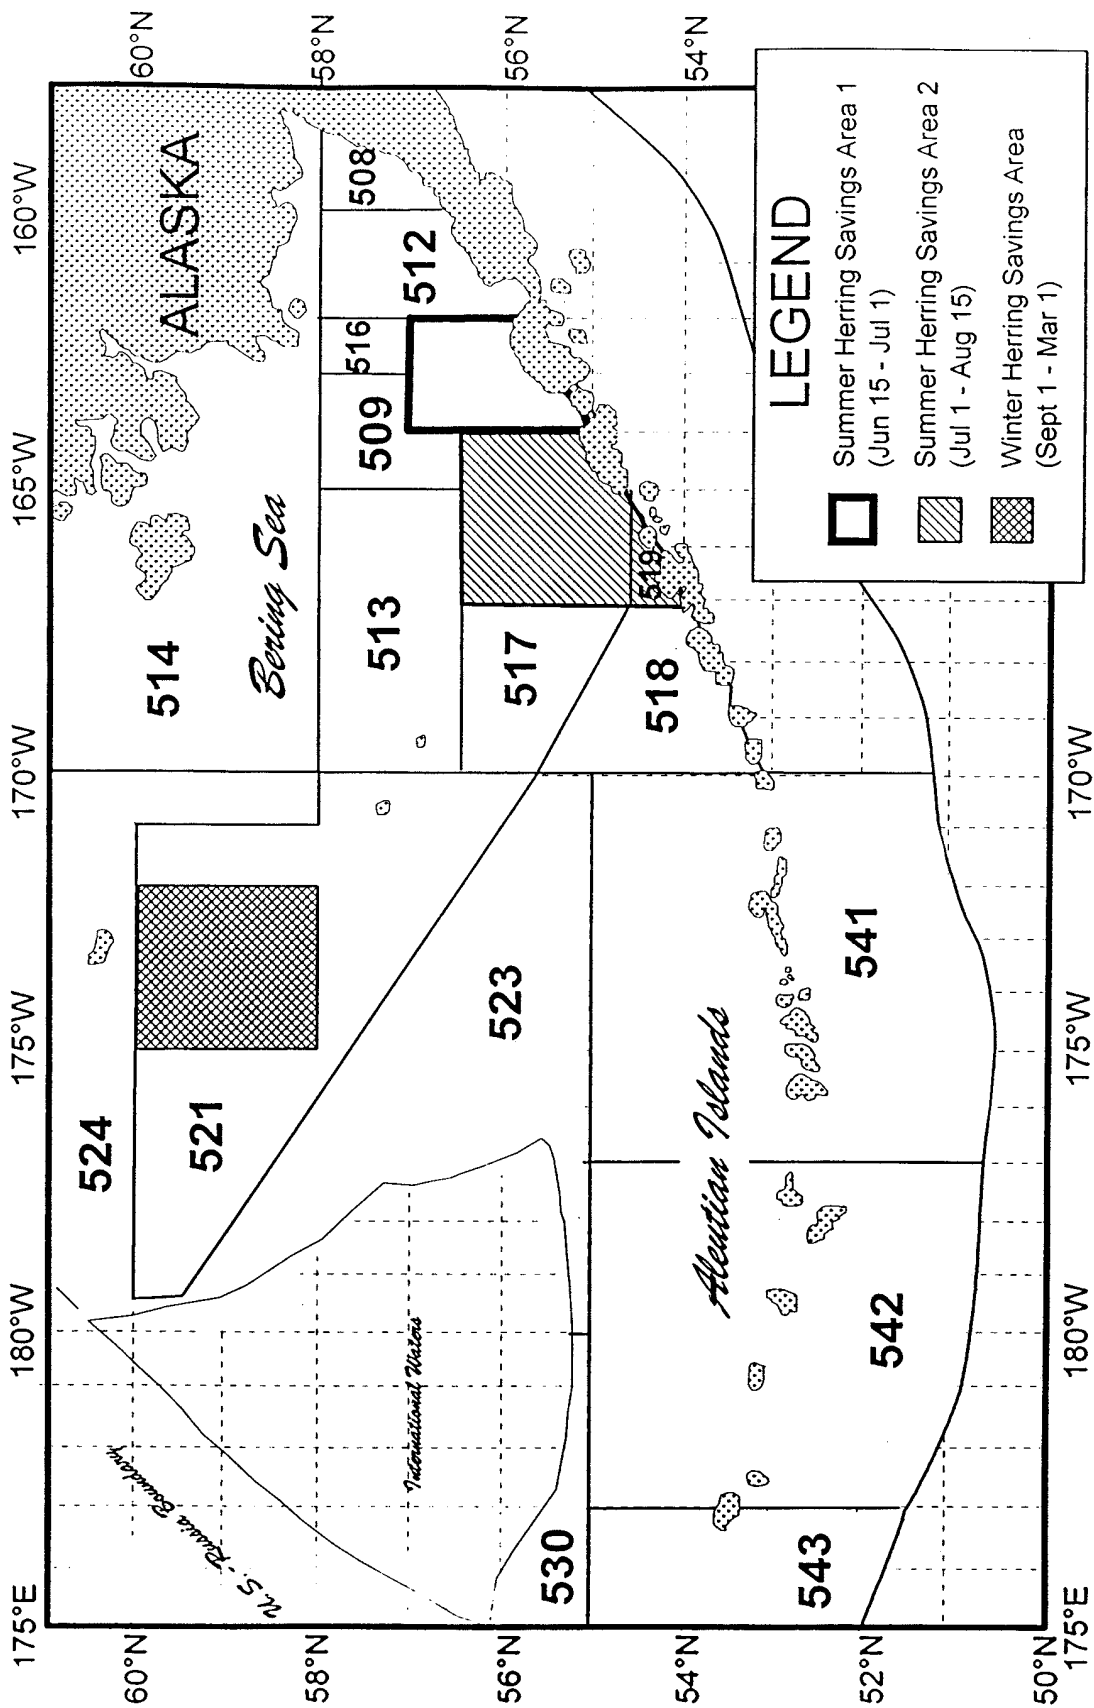 175°E
180°W
175°W
170°W
165°W
160°W
60°N
58°N
56°N
54°N
52°N
50°N
60°N
58°N
56°N
54°N
175°E
180°W
175°W
170°W
ALASKA
Bering Sea
U.S. - Russia Boundary
International Waters
Aleutian Islands
524
521
514
513
509
516
512
508
517
518
519
523
530
541
542
543
LEGEND
Summer Herring Savings Area 1
(Jun 15 - Jul 1)
Summer Herring Savings Area 2
(Jul 1 - Aug 15)
Winter Herring Savings Area
(Sept 1 - Mar 1)